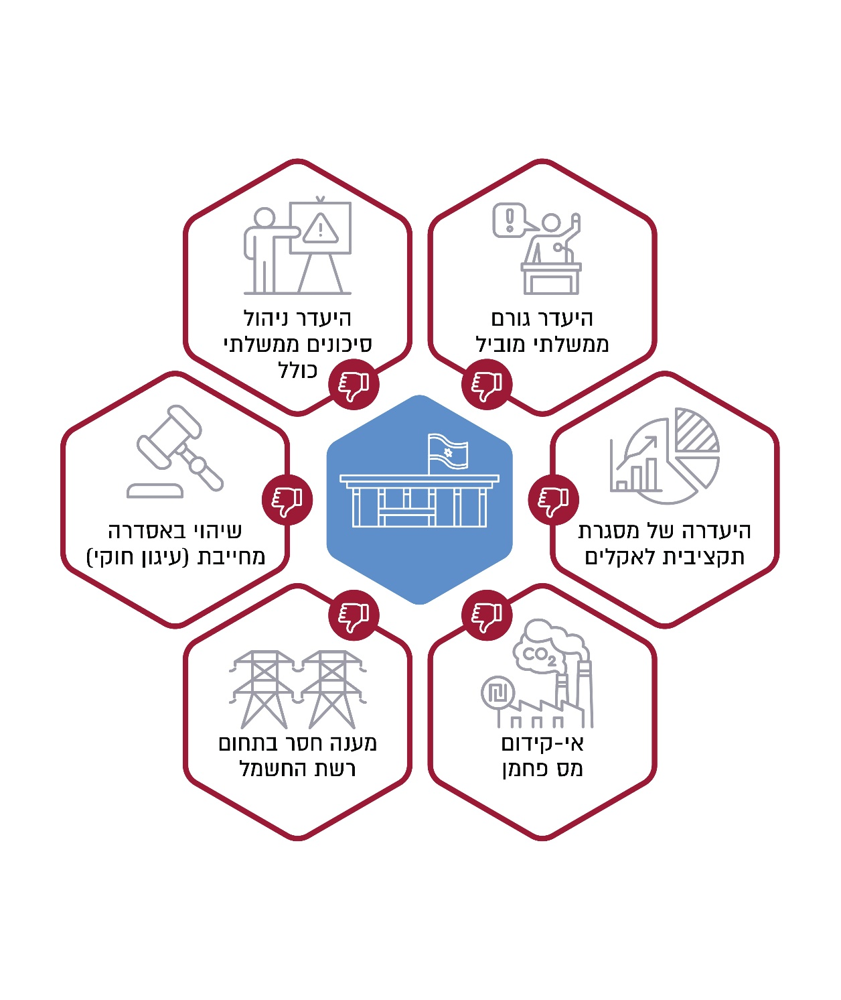 היעדר גורם
ממשלתי מוביל
היעדר ניהול
סיכונים ממשלתי
כולל
היעדרה של מסגרת
תקציבית לאקלים
שיהוי באסדרה
מחייבת (עיגון חוקי)
CO2
₪
אי-קידום
מס פחמן
מענה חסר בתחום
רשת החשמל